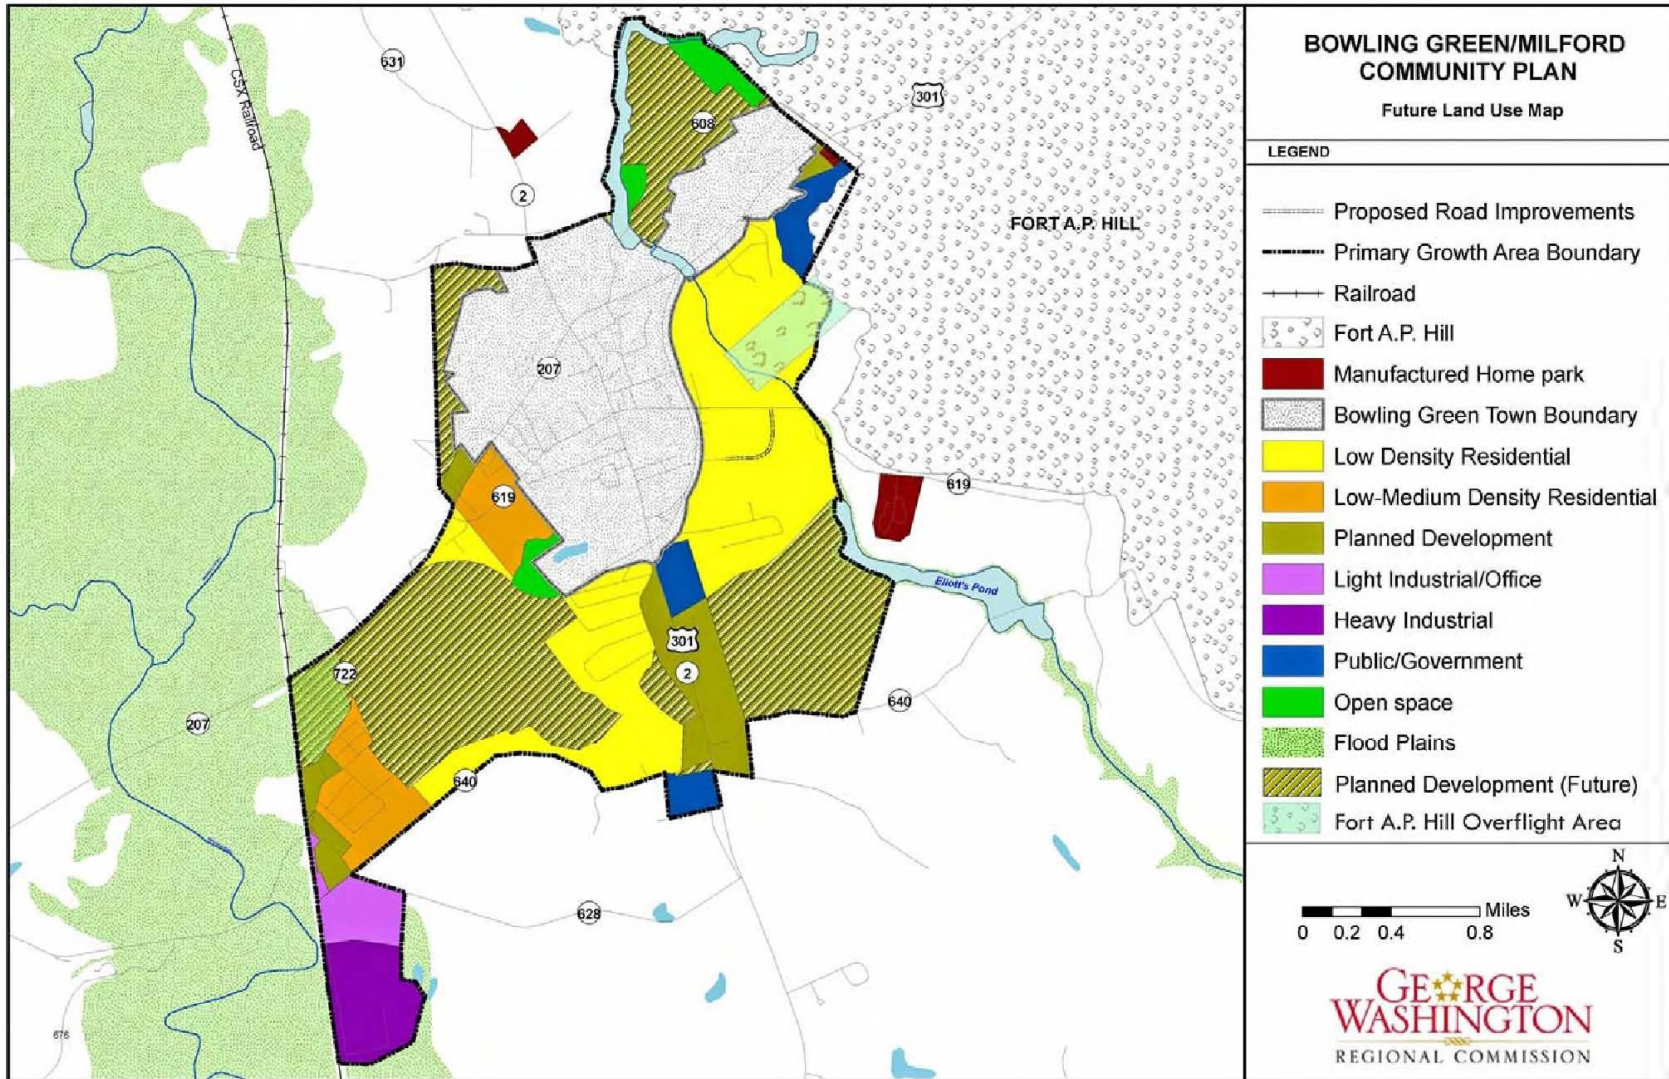 BOWLING GREEN/MILFORD
COMMUNITY PLAN
Future Land Use Map
LEGEND
Proposed Road Improvements
Primary Growth Area Boundary
Railroad
Fort A.P. Hill
Manufactured Home park
Bowling Green Town Boundary
Low Density Residential
Low-Medium Density Residential
Planned Development
Light Industrial/Office
Heavy Industrial
Public/Government
Open space
Flood Plains
Planned Development (Future)
Fort A.P. Hill Overflight Area
N
W E
S
Miles
0 0.2 0.4 0.8
GEORGE
WASHINGTON
REGIONAL COMMISSION
631
CSX Railroad
301
608
2
FORT A.P. HILL
207
619
619
Eliott's Pond
301
2
722
640
207
640
628
676